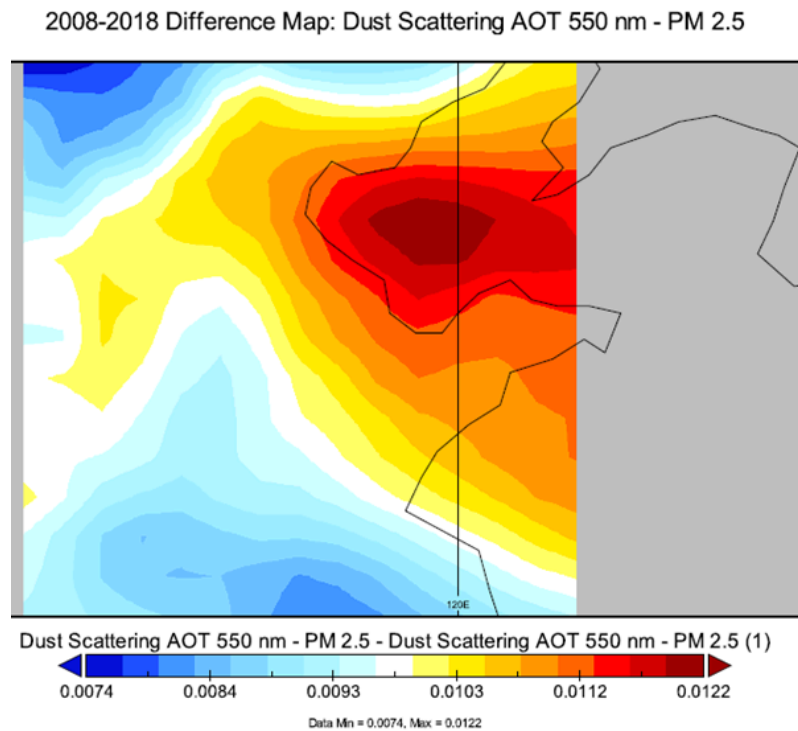 2008-2018 Difference Map: Dust Scattering AOT 550 nm - PM 2.5
120E
Dust Scattering AOT 550 nm - PM 2.5 - Dust Scattering AOT 550 nm - PM 2.5 (1)
0.0074 0.0084 0.0093 0.0103 0.0112 0.0122
Data Min = 0.0074, Max = 0.0122